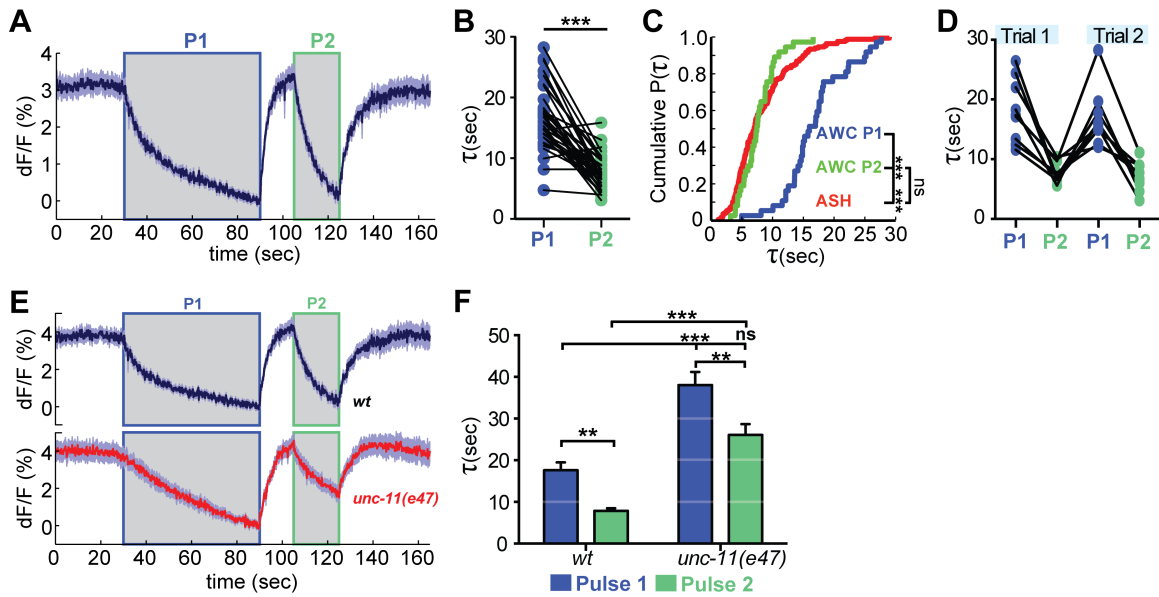 A
P1
P2
dF/F (%)
4
3
2
1
0
0 20 40 60 80 100 120 140 160
time (sec)
B
***
τ(sec)
30
20
10
0
P1 P2
C
Cumulative P(τ)
1.0
0.8
0.6
0.4
0.2
0
0 5 10 15 20 25 29
τ(sec)
AWC P1
AWC P2
ASH
*** ***
ns
D
Trial 1 Trial 2
τ(sec)
30
20
10
0
P1 P2 P1 P2
E
P1 P2
dF/F (%)
4
2
0
wt
dF/F (%)
4
2
0
unc-11(e47)
0 20 40 60 80 100 120 140 160
time (sec)
F
τ(sec)
50
40
30
20
10
0
***
*** ns
**
**
wt unc-11(e47)
Pulse 1 Pulse 2